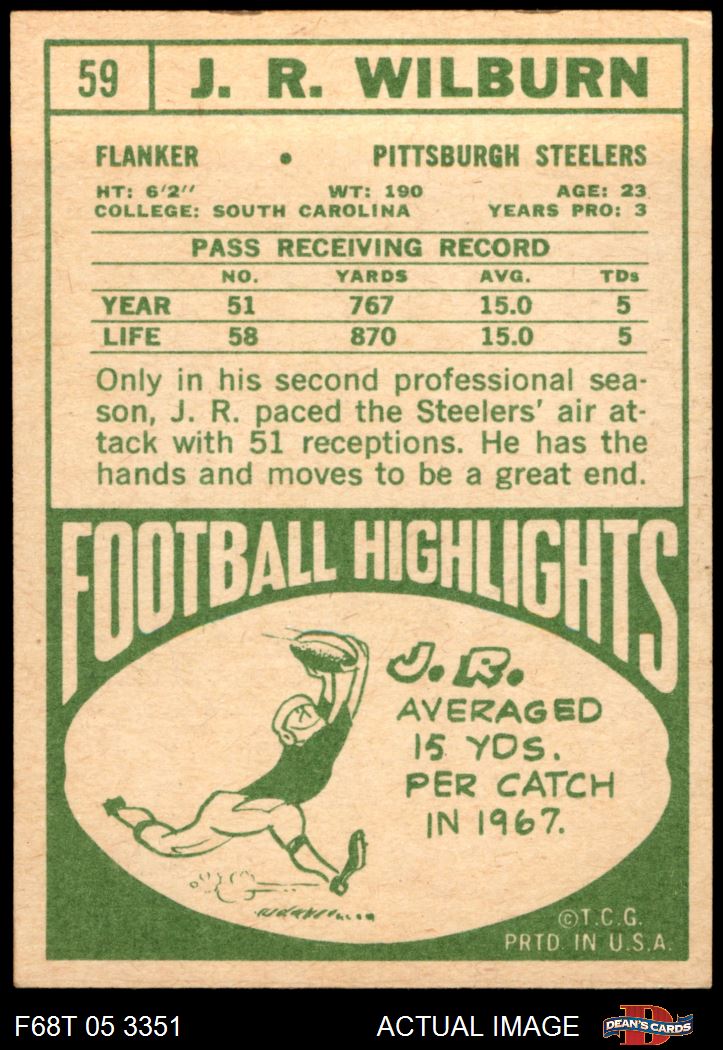 59 J. R. WILBURN
FLANKER • PITTSBURGH STEELERS
HT: 6'2" WT: 190 AGE: 23
COLLEGE: SOUTH CAROLINA YEARS PRO: 3
PASS RECEIVING RECORD
NO. YARDS AVG. TDs
YEAR 51 767 15.0 5
LIFE 58 870 15.0 5
Only in his second professional sea-
son, J. R. paced the Steelers' air at-
tack with 51 receptions. He has the
hands and moves to be a great end.
FOOTBALL HIGHLIGHTS
J. R.
AVERAGED
15 YDS.
PER CATCH
IN 1967.
©T.C.G.
PRTD. IN U.S.A.
F68T 05 3351 ACTUAL IMAGE D DEAN'S CARDS